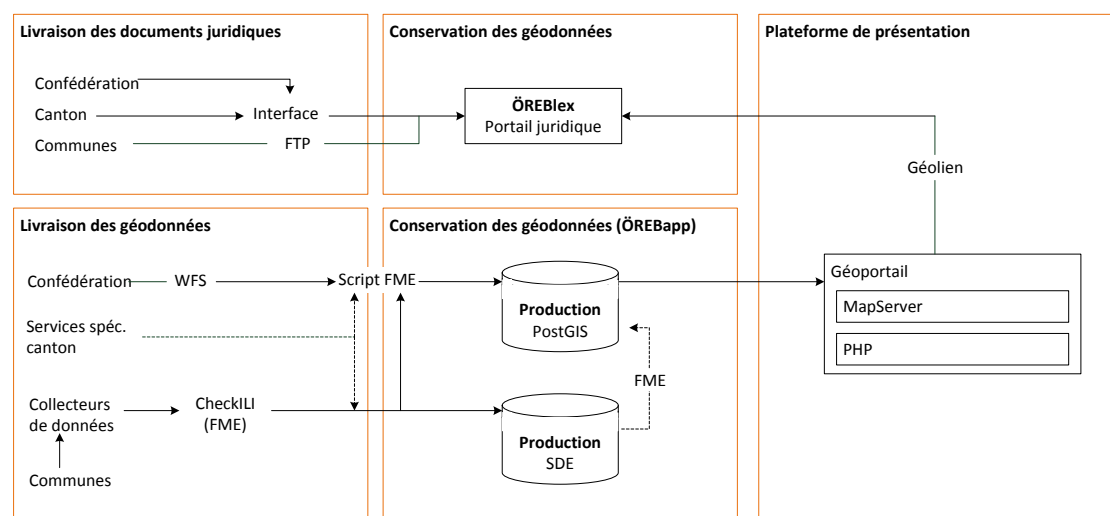 Livraison des documents juridiques
Confédération
Canton
Interface
Communes
FTP
Conservation des géodonnées
ÖREBlex
Portail juridique
Plateforme de présentation
Géolien
Géoportail
MapServer
PHP
Livraison des géodonnées
Confédération
WFS
Script FME
Services spéc.
canton
Collecteurs
de données
CheckILI
(FME)
Communes
Conservation des géodonnées (ÖREBapp)
Production
PostGIS
FME
Production
SDE